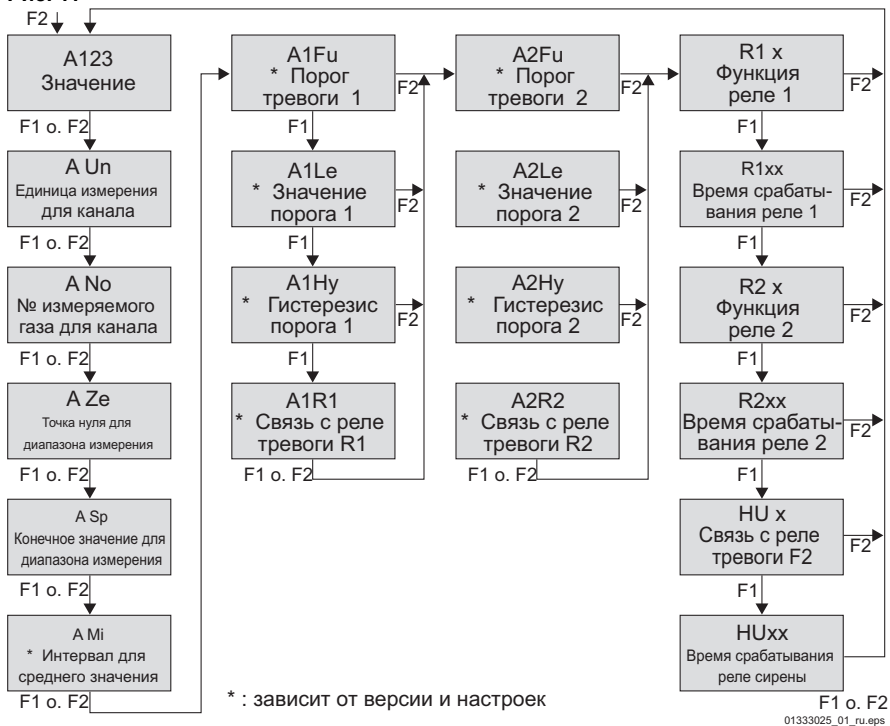 F2
A123
Значение
F1 o. F2
A Un
Единица измерения
для канала
F1 o. F2
A No
№ измеряемого
газа для канала
F1 o. F2
A Ze
Точка нуля для
диапазона измерения
F1 o. F2
A Sp
Конечное значение для
диапазона измерения
F1 o. F2
A Mi
* Интервал для
среднего значения
F1 o. F2
A1Fu
* Порог
тревоги 1
F2
F1
A1Le
* Значение
порога 1
F2
F1
A1Hy
* Гистерезис
порога 1
F2
F1
A1R1
* Связь с реле
тревоги R1
F1 o. F2
A2Fu
* Порог
тревоги 2
F2
A2Le
* Значение
порога 2
F2
A2Hy
* Гистерезис
порога 2
F2
A2R2
* Связь с реле
тревоги R2
F1 o. F2
R1 x
Функция
реле 1
F2
F1
R1xx
Время срабаты-
вания реле 1
F2
F1
R2 x
Функция
реле 2
F2
F1
R2xx
Время срабаты-
вания реле 2
F2
F1
HU x
Связь с реле
тревоги F2
F2
F1
HUxx
Время срабатывания
реле сирены
F1 o. F2
* : зависит от версии и настроек
01333025_01_ru.eps